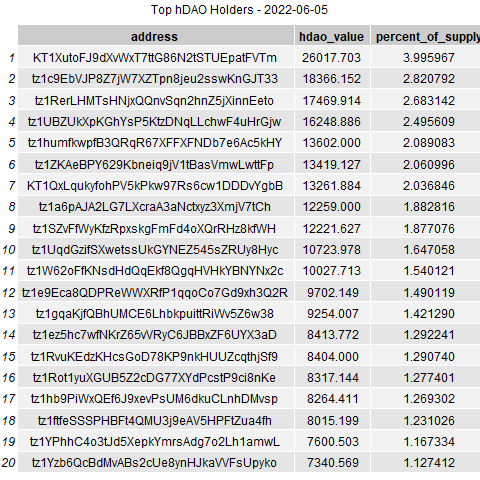 Top hDAO Holders - 2022-06-05
address hdao_value percent_of_supply
1 KT1XutoFJ9dXvWxT7ttG86N2tSTUEpatFVTm 26017.703 3.995967
2 tz1c9EbVJP8Z7jW7XZTpn8jeu2sswKnGJT33 18366.152 2.820792
3 tz1RerLHMTsHNjxQQnvSqn2hnZ5jXinnEeto 17469.914 2.683142
4 tz1UBZUkXpKGhYsP5KtzDNqLLchwF4uHrGjw 16248.886 2.495609
5 tz1humfkwpfB3QRqR67XFFXFNDb7e6Ac5kHY 13602.000 2.089083
6 tz1ZKAeBPY629Kbneiq9jV1tBasVmwLwttFp 13419.127 2.060996
7 KT1QxLqukyfohPV5kPkw97Rs6cw1DDDvYgbB 13261.884 2.036846
8 tz1a6pAJA2LG7LXcraA3aNctxyz3XmjV7tCh 12259.000 1.882816
9 tz1SZvFfWyKfzRpxskgFmFd4oXQrRHz8kfWH 12221.627 1.877076
10 tz1UqdGzifSXwetssUkGYNEZ545sZRUy8Hyc 10723.978 1.647058
11 tz1W62oFfKNsdHdQqEkf8QgqHVHkYBNYNx2c 10027.713 1.540121
12 tz1e9Eca8QDPReWWXRfP1qqoCo7Gd9xh3Q2R 9702.149 1.490119
13 tz1gqaKjfQBhUMCE6LhbkpuittRiWv5Z6w38 9254.007 1.421290
14 tz1ez5hc7wfNKrZ65vVRyC6JBBxZF6UYX3aD 8413.772 1.292241
15 tz1RvuKEdzKHcsGoD78KP9nkHUUZcqthjSf9 8404.000 1.290740
16 tz1Rot1yuXGUB5Z2cDG77XYdPcstP9ci8nKe 8317.144 1.277401
17 tz1hb9PiWxQEf6J9xevPsUM6dkuCLnhDMvsp 8264.411 1.269302
18 tz1ftfeSSSPHBFt4QMU3j9eAV5HPFtZua4fh 8015.199 1.231026
19 tz1YPhhC4o3tJd5XepkYmrsAdg7o2Lh1amwL 7600.503 1.167334
20 tz1Yzb6QcBdMvABs2cUe8ynHJkaVVFsUpyko 7340.569 1.127412